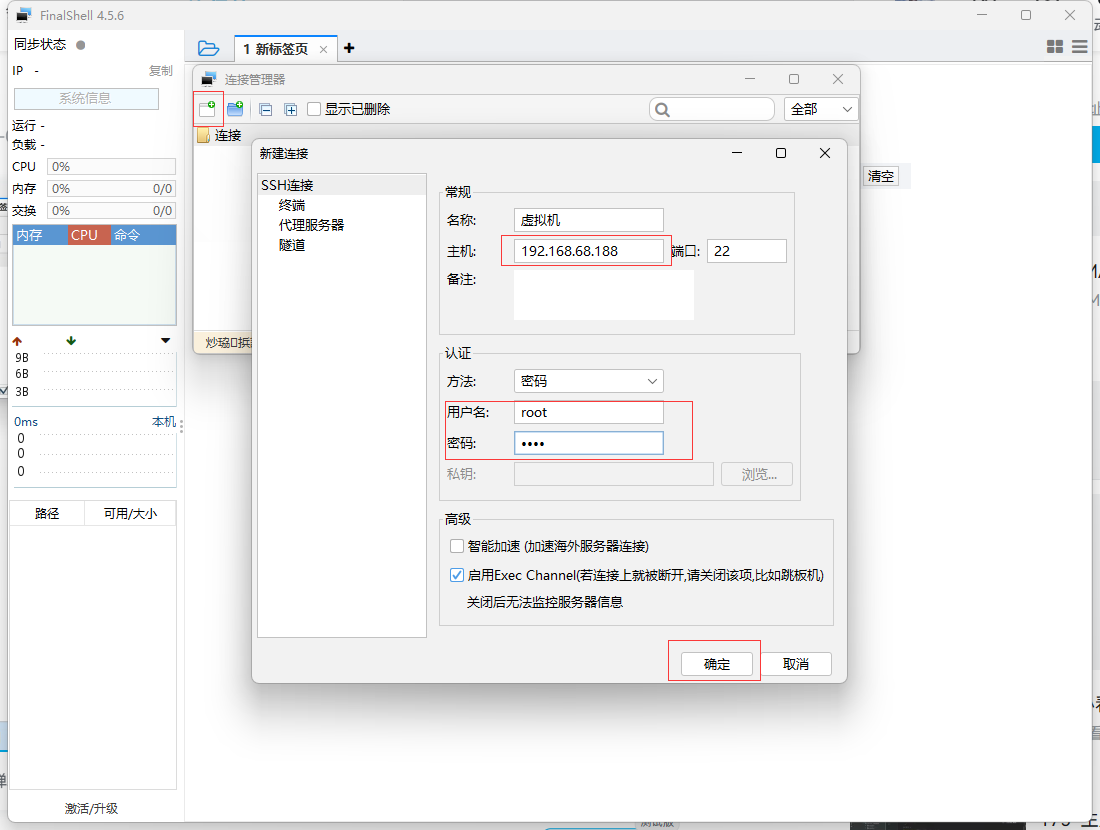 FinalShell 4.5.6
同步状态
IP -
复制
系统信息
运行 -
负载 -
CPU 0%
内存 0% 0/0
交换 0% 0/0
内存 CPU 命令
9B
6B
3B
0ms 本机
0
0
0
路径 可用/大小
激活/升级
1 新标签页
连接管理器
显示已删除
全部
连接
清空
新建连接
SSH连接
终端
代理服务器
隧道
常规
名称: 虚拟机
主机: 192.168.68.188 端口: 22
备注:
认证
方法: 密码
用户名: root
密码: ••••
私钥: 浏览...
高级
智能加速 (加速海外服务器连接)
启用Exec Channel(若连接上就被断开,请关闭该项,比如跳板机)
关闭后无法监控服务器信息
确定 取消